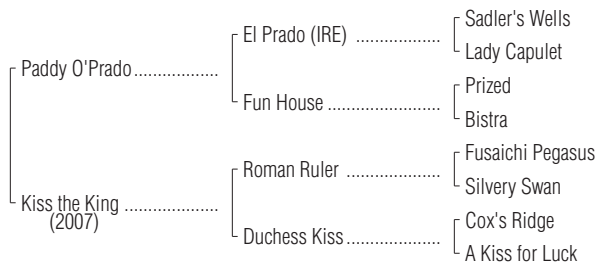 Sadler's Wells
El Prado (IRE) ...................
Lady Capulet
Paddy O'Prado ...................
Prized
Fun House .........................
Bistra
Fusaichi Pegasus
Roman Ruler .....................
Silvery Swan
Kiss the King .....................
(2007)
Cox's Ridge
Duchess Kiss .....................
A Kiss for Luck